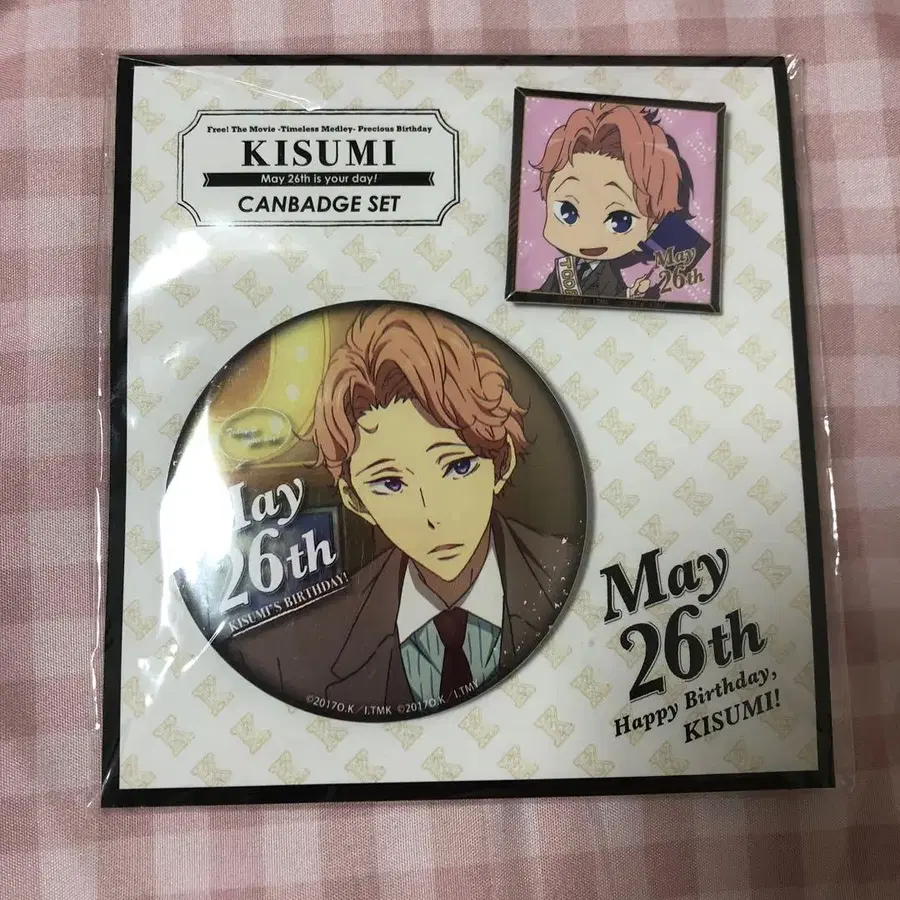 Free! The Movie -Timeless Medley- Precious Birthday
KISUMI
May 26th is your day!
CANBADGE SET
May
26th
May
26th
KISUMI'S BIRTHDAY!
©2017O.K／I.TMK ©2017O.K／I.TMK
May
26th
Happy Birthday,
KISUMI!